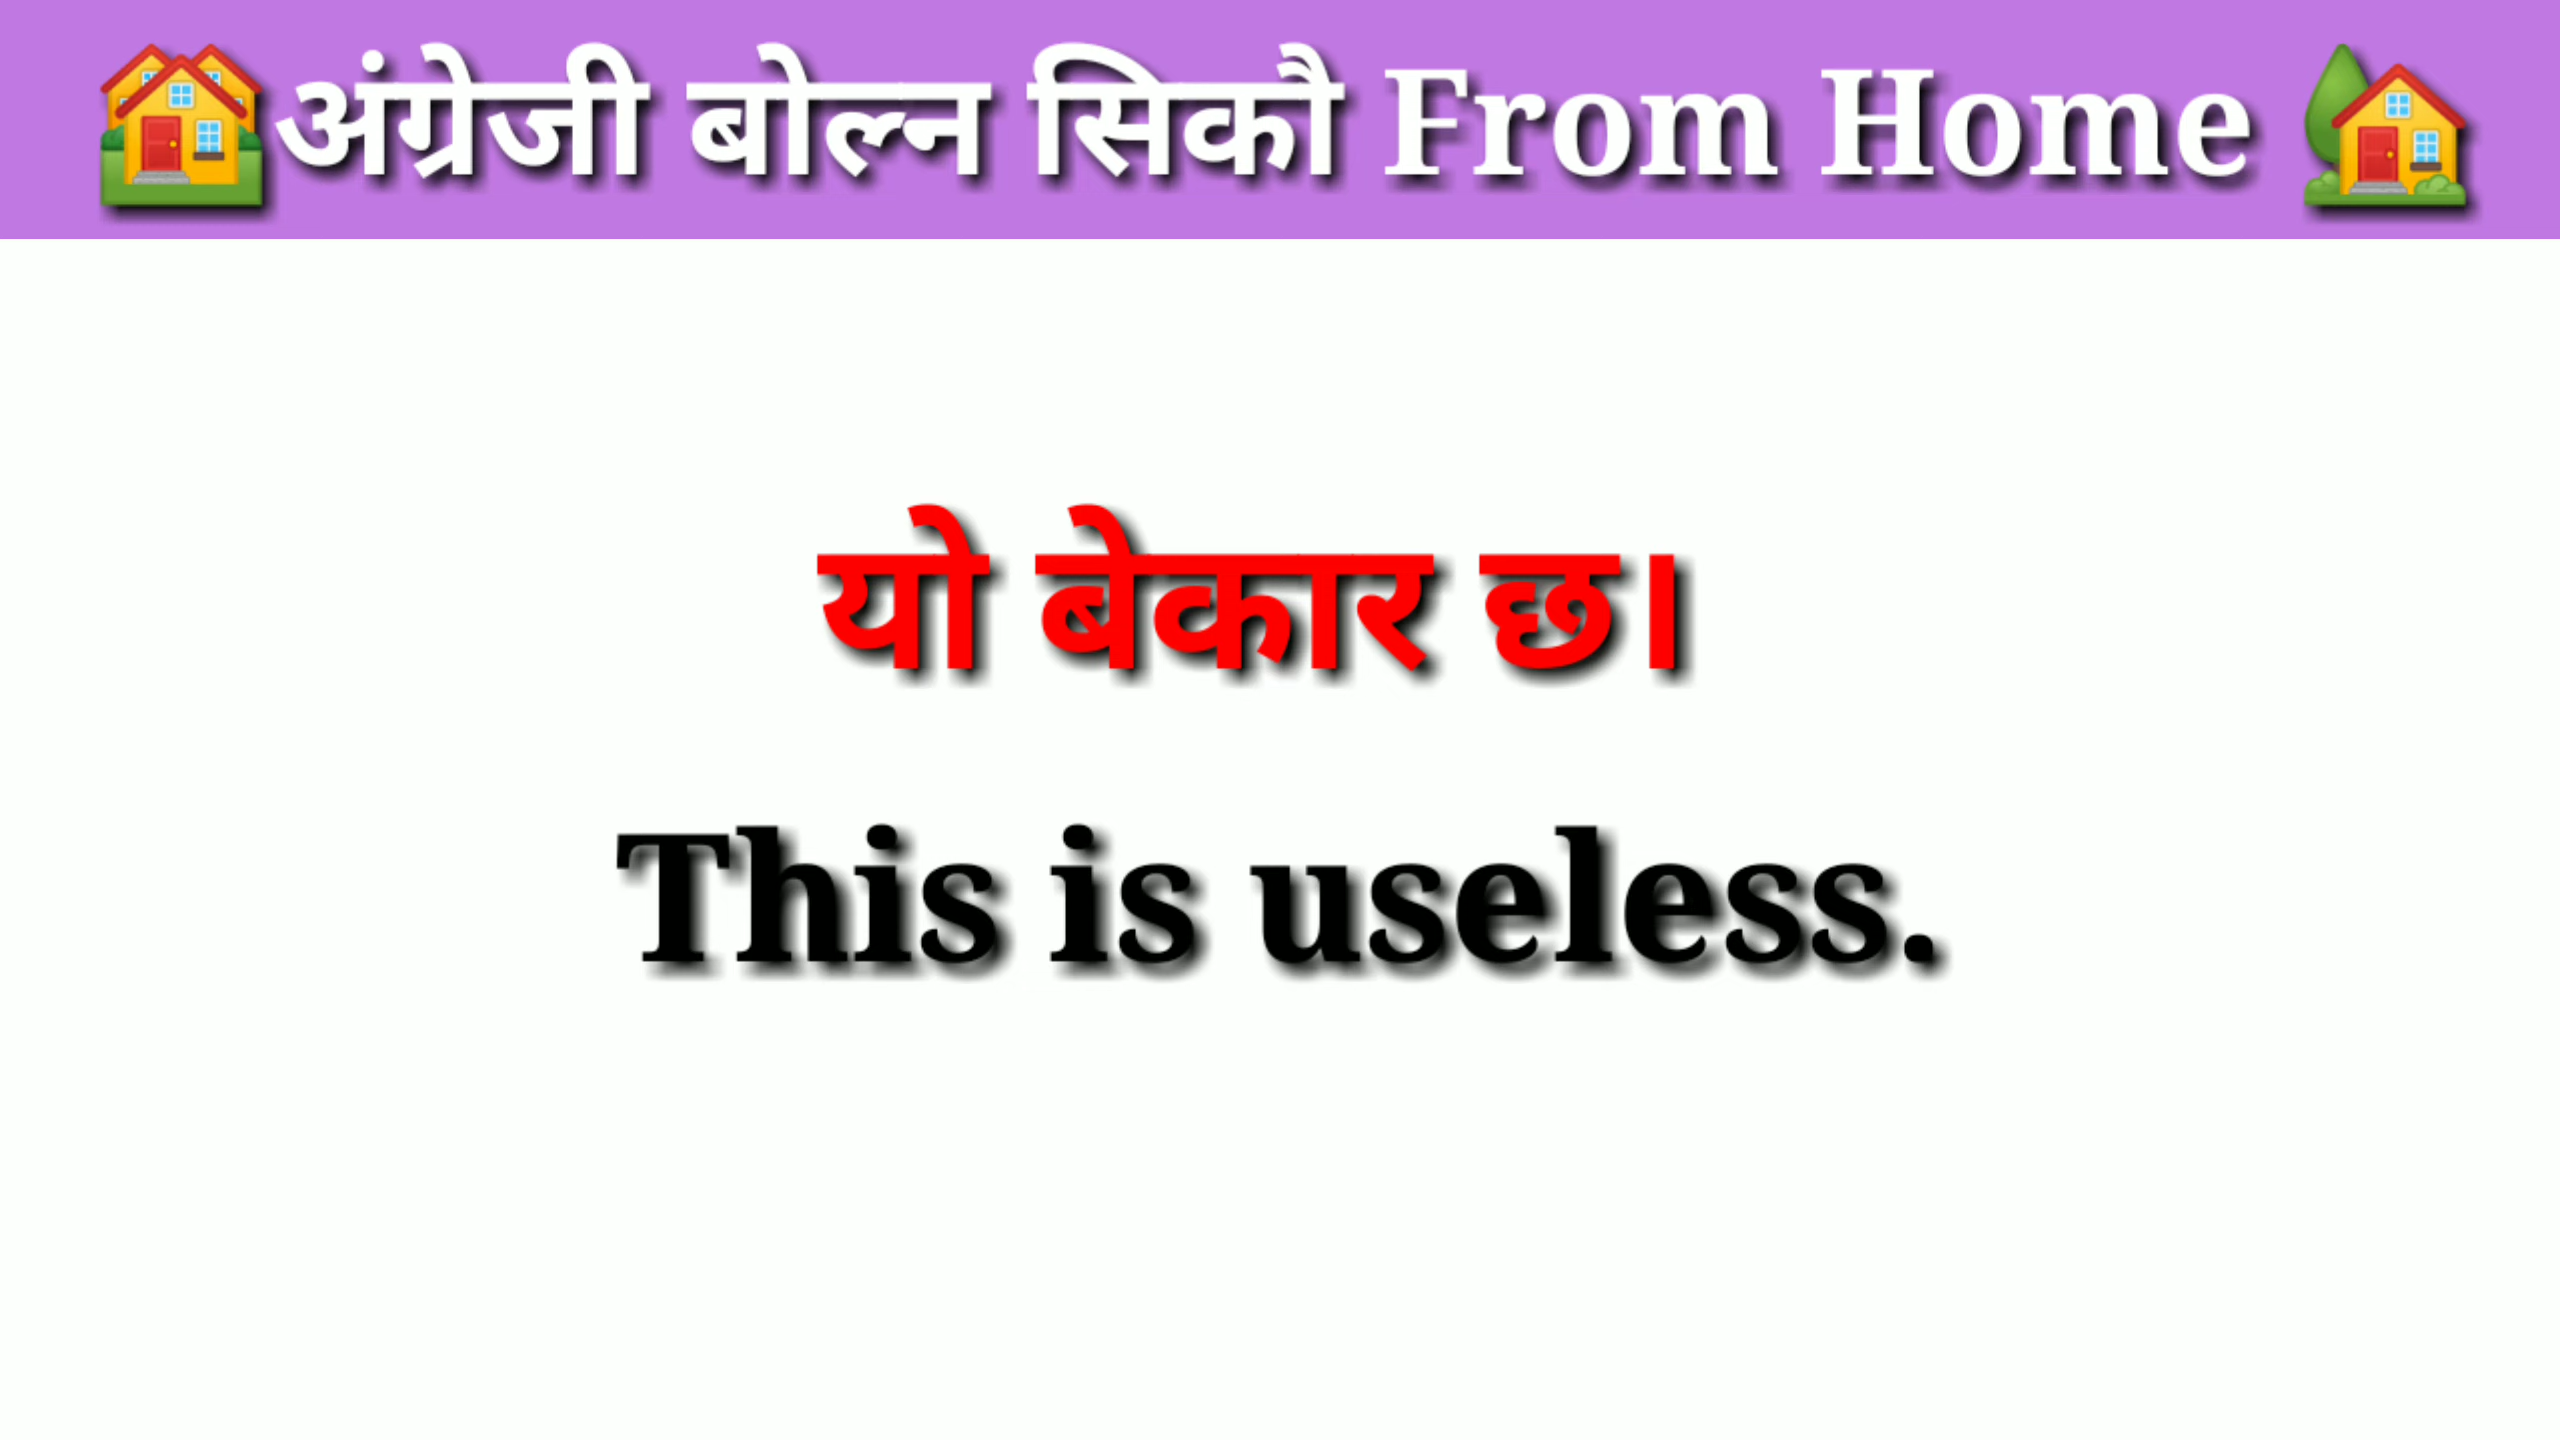 🏘️अंग्रेजी बोल्न सिकौ From Home 🏡
यो बेकार छ।
This is useless.